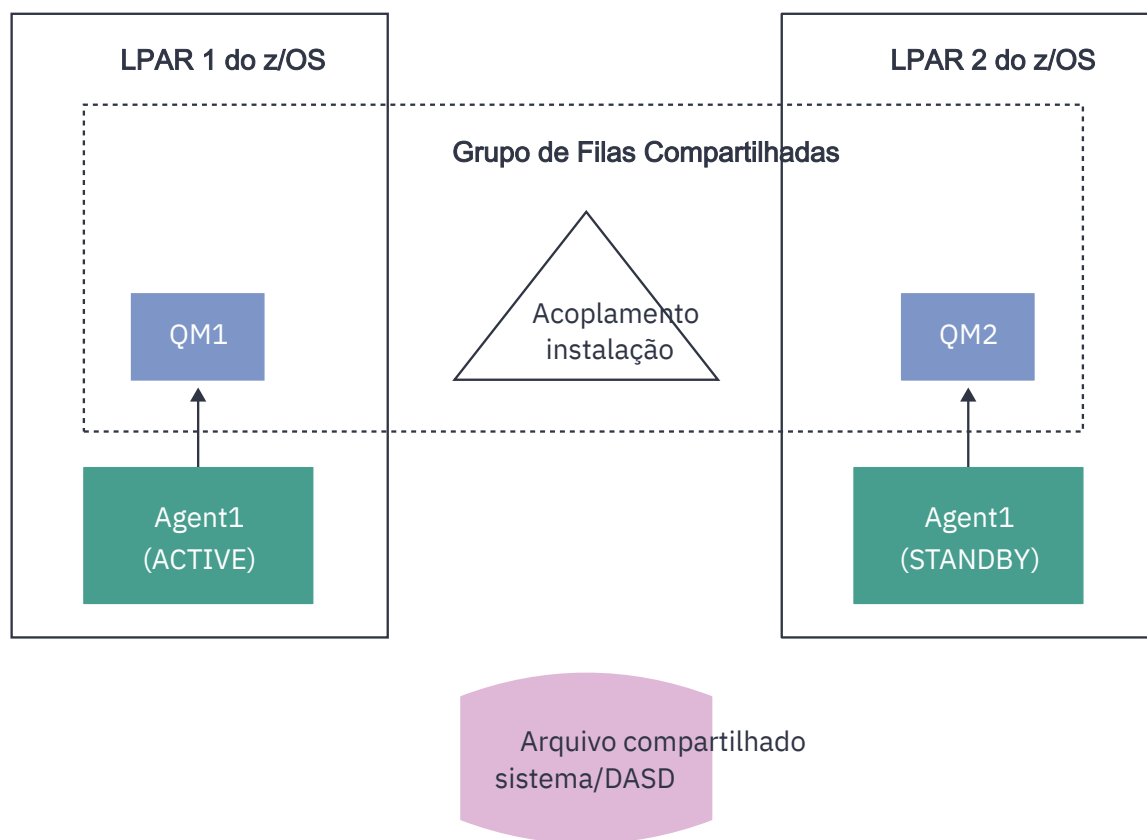 LPAR 1 do z/OS
LPAR 2 do z/OS
Grupo de Filas Compartilhadas
Acoplamento
instalação
QM1
QM2
Agent1
(ACTIVE)
Agent1
(STANDBY)
Arquivo compartilhado
sistema/DASD